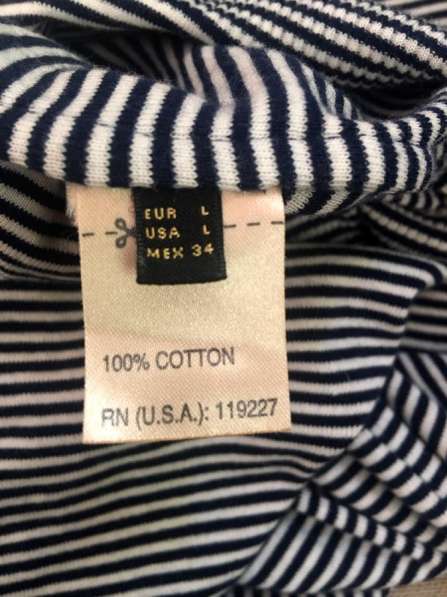 EUR L
USA L
MEX 34
100% COTTON
RN (U.S.A.): 119227